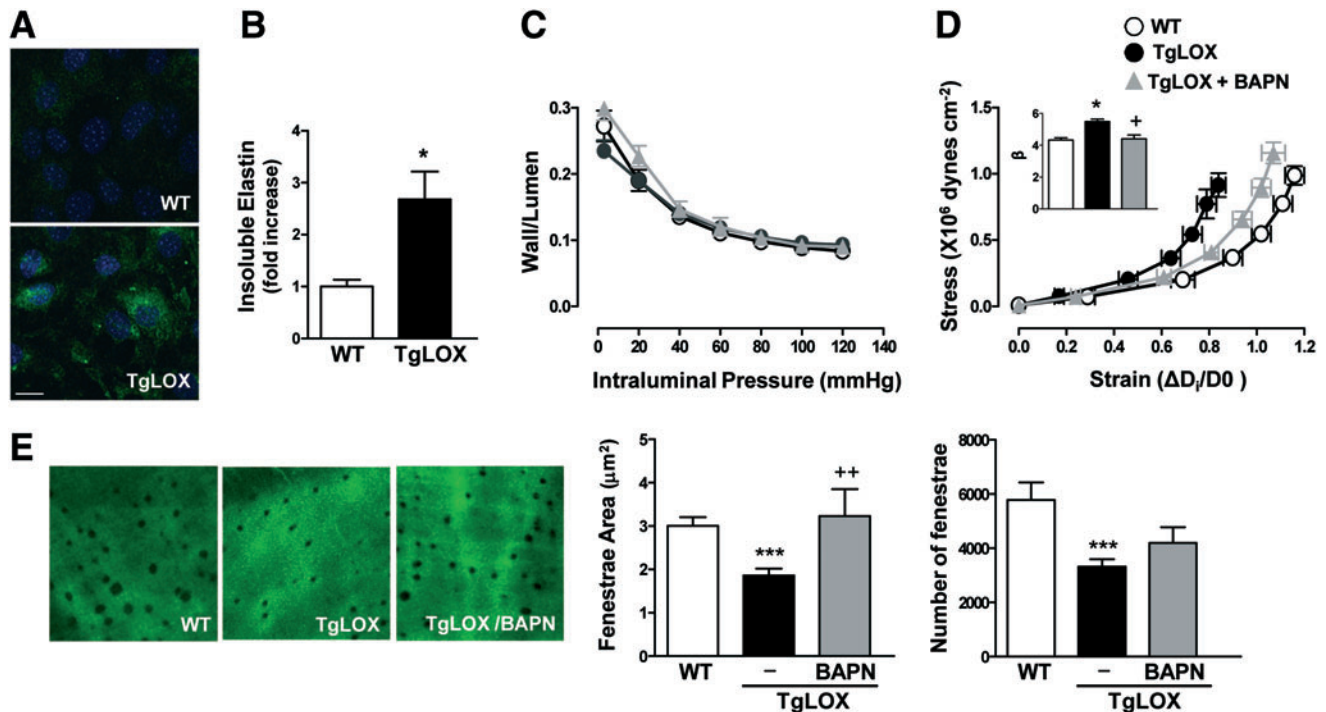 A
WT
TgLOX
B
Insoluble Elastin
(fold increase)
4
3
2
1
0
*
WT
TgLOX
C
Wall/Lumen
0.3
0.2
0.1
0.0
0 20 40 60 80 100 120 140
Intraluminal Pressure (mmHg)
D
WT
TgLOX
TgLOX + BAPN
Stress (X10⁶ dynes cm⁻²)
1.5
1.0
0.5
0.0
β
6
4
2
0
*
+
0.0 0.2 0.4 0.6 0.8 1.0 1.2
Strain (ΔDᵢ/D0 )
E
WT
TgLOX
TgLOX /BAPN
Fenestrae Area (μm²)
5
4
3
2
1
0
***
++
WT – BAPN
TgLOX
Number of fenestrae
8000
6000
4000
2000
0
***
WT – BAPN
TgLOX